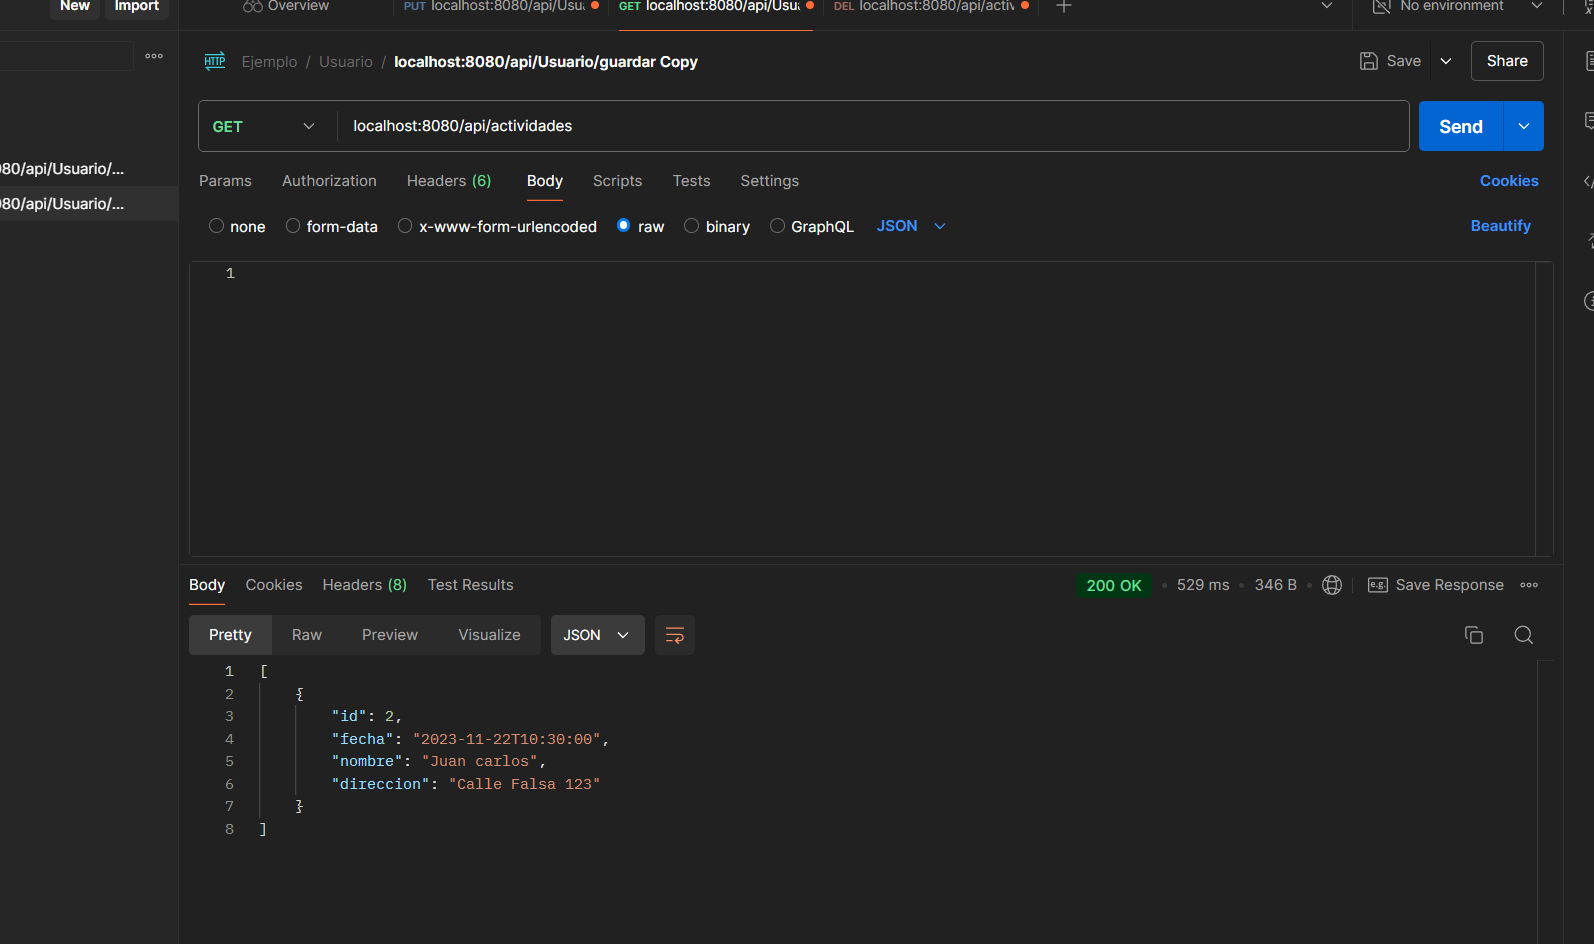 New Import Overview PUT localhost:8080/api/Usu GET localhost:8080/api/Usu DEL localhost:8080/api/activ No environment
Ejemplo / Usuario / localhost:8080/api/Usuario/guardar Copy Save Share
GET localhost:8080/api/actividades Send
080/api/Usuario/...
080/api/Usuario/...
Params Authorization Headers (6) Body Scripts Tests Settings Cookies
none form-data x-www-form-urlencoded raw binary GraphQL JSON Beautify
1
Body Cookies Headers (8) Test Results 200 OK • 529 ms • 346 B • e.g. Save Response
Pretty Raw Preview Visualize JSON
1 [
2 {
3 "id": 2,
4 "fecha": "2023-11-22T10:30:00",
5 "nombre": "Juan carlos",
6 "direccion": "Calle Falsa 123"
7 }
8 ]